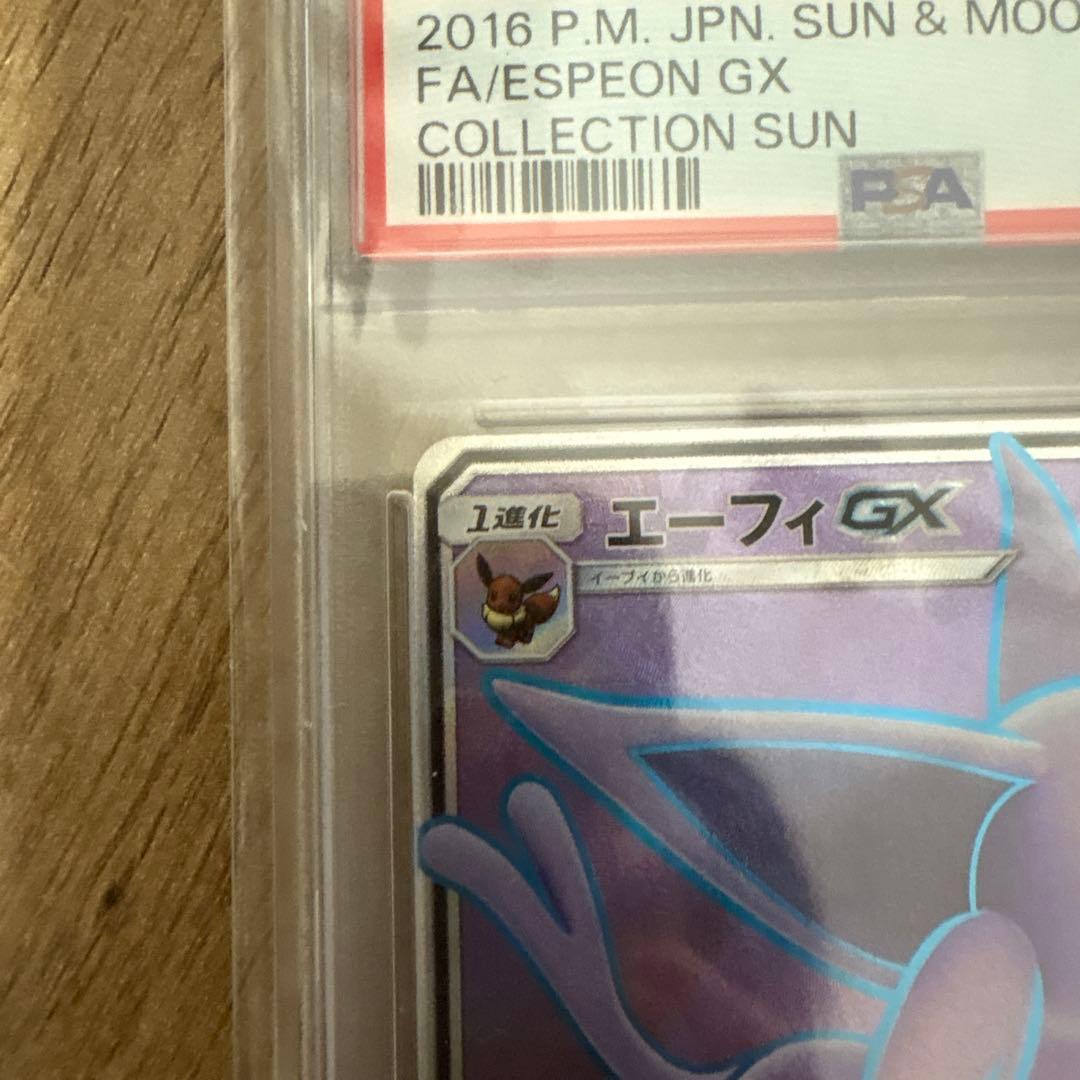 2016 P.M. JPN. SUN & MOO
FA/ESPEON GX
COLLECTION SUN
PSA
1進化
エーフィGX
イーブイから進化